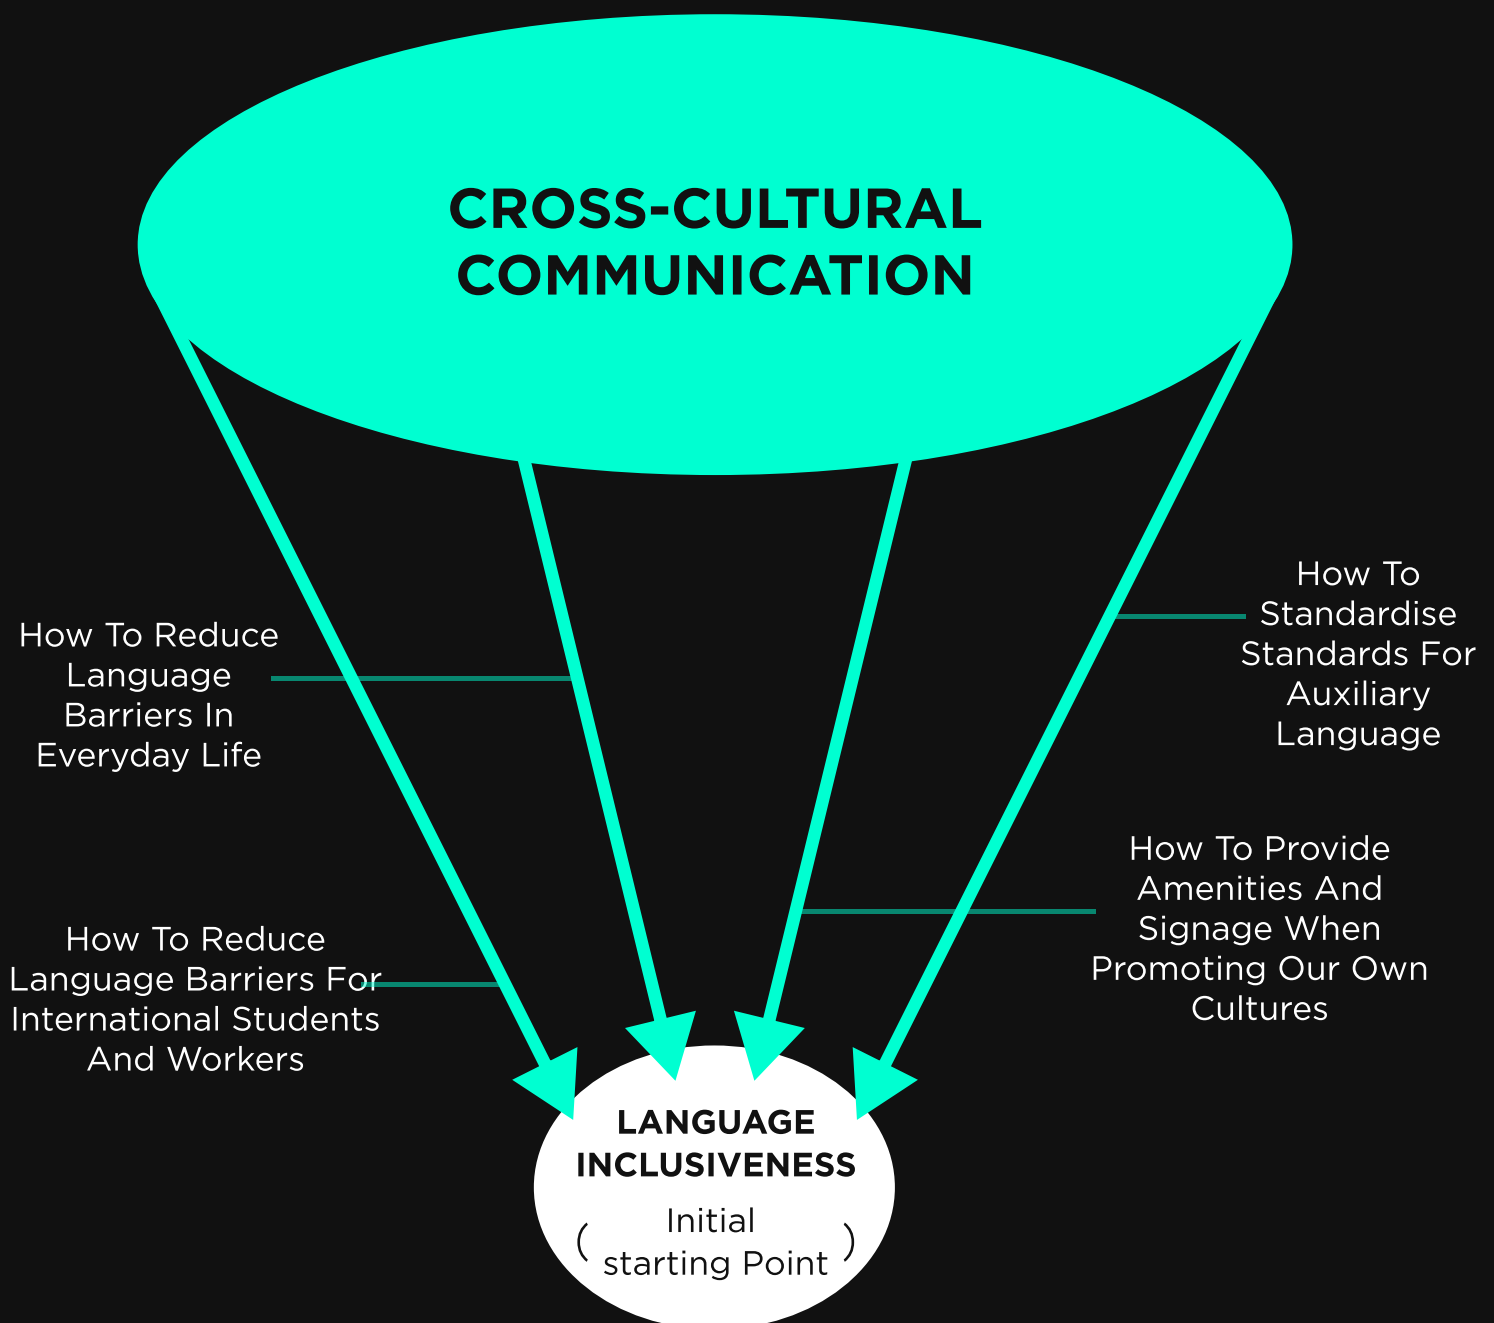 CROSS-CULTURAL
COMMUNICATION
How To Reduce
Language
Barriers In
Everyday Life
How To
Standardise
Standards For
Auxiliary
Language
How To Reduce
Language Barriers For
International Students
And Workers
How To Provide
Amenities And
Signage When
Promoting Our Own
Cultures
LANGUAGE
INCLUSIVENESS
( Initial
starting Point )